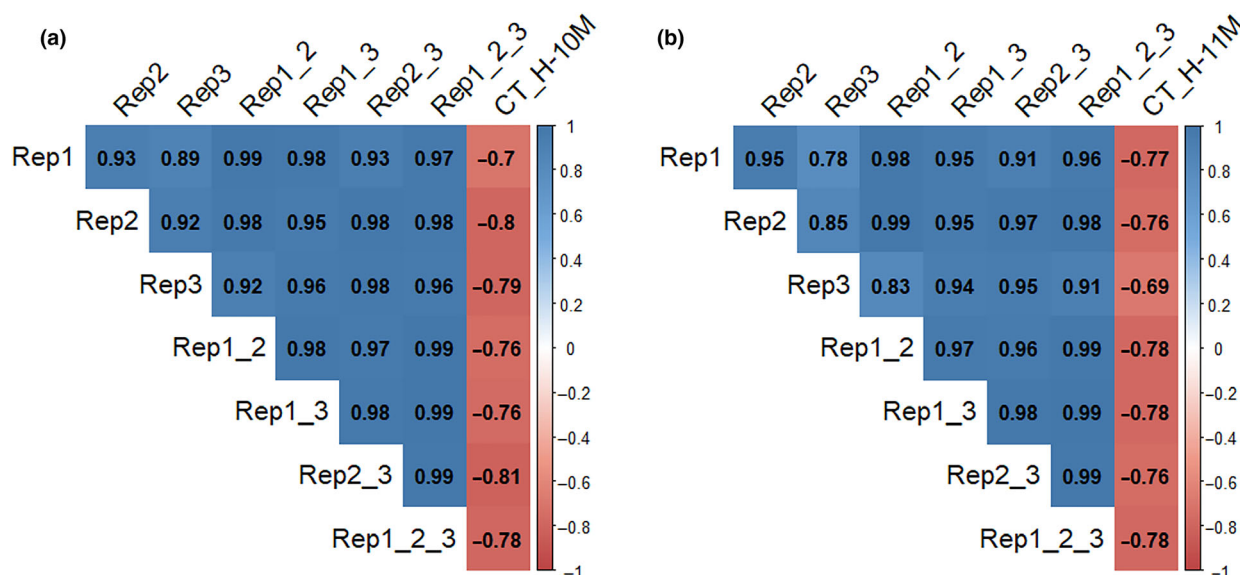 (a)
Rep2 Rep3 Rep1_2 Rep1_3 Rep2_3 Rep1_2_3 CT_H-10M
Rep1 0.93 0.89 0.99 0.98 0.93 0.97 −0.7
Rep2 0.92 0.98 0.95 0.98 0.98 −0.8
Rep3 0.92 0.96 0.98 0.96 −0.79
Rep1_2 0.98 0.97 0.99 −0.76
Rep1_3 0.98 0.99 −0.76
Rep2_3 0.99 −0.81
Rep1_2_3 −0.78
1
0.8
0.6
0.4
0.2
0
−0.2
−0.4
−0.6
−0.8
−1
(b)
Rep2 Rep3 Rep1_2 Rep1_3 Rep2_3 Rep1_2_3 CT_H-11M
Rep1 0.95 0.78 0.98 0.95 0.91 0.96 −0.77
Rep2 0.85 0.99 0.95 0.97 0.98 −0.76
Rep3 0.83 0.94 0.95 0.91 −0.69
Rep1_2 0.97 0.96 0.99 −0.78
Rep1_3 0.98 0.99 −0.78
Rep2_3 0.99 −0.76
Rep1_2_3 −0.78
1
0.8
0.6
0.4
0.2
0
−0.2
−0.4
−0.6
−0.8
−1